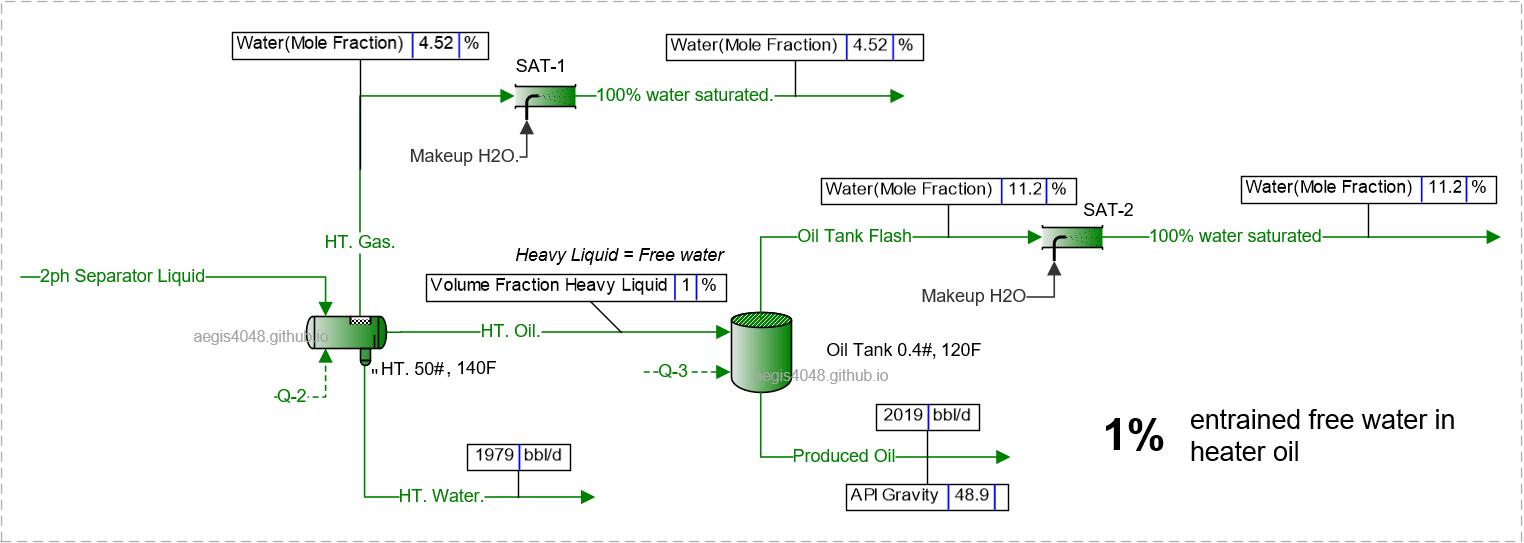 Water(Mole Fraction) 4.52 %
Water(Mole Fraction) 4.52 %
SAT-1
100% water saturated.
Makeup H2O.
Water(Mole Fraction) 11.2 %
Water(Mole Fraction) 11.2 %
SAT-2
HT. Gas.
Oil Tank Flash
100% water saturated
Heavy Liquid = Free water
2ph Separator Liquid
Volume Fraction Heavy Liquid 1 %
Makeup H2O
aegis4048.github.io
HT. Oil.
Oil Tank 0.4#, 120F
HT. 50#, 140F
Q-3
aegis4048.github.io
Q-2
2019 bbl/d
1% entrained free water in
heater oil
1979 bbl/d
Produced Oil
HT. Water.
API Gravity 48.9